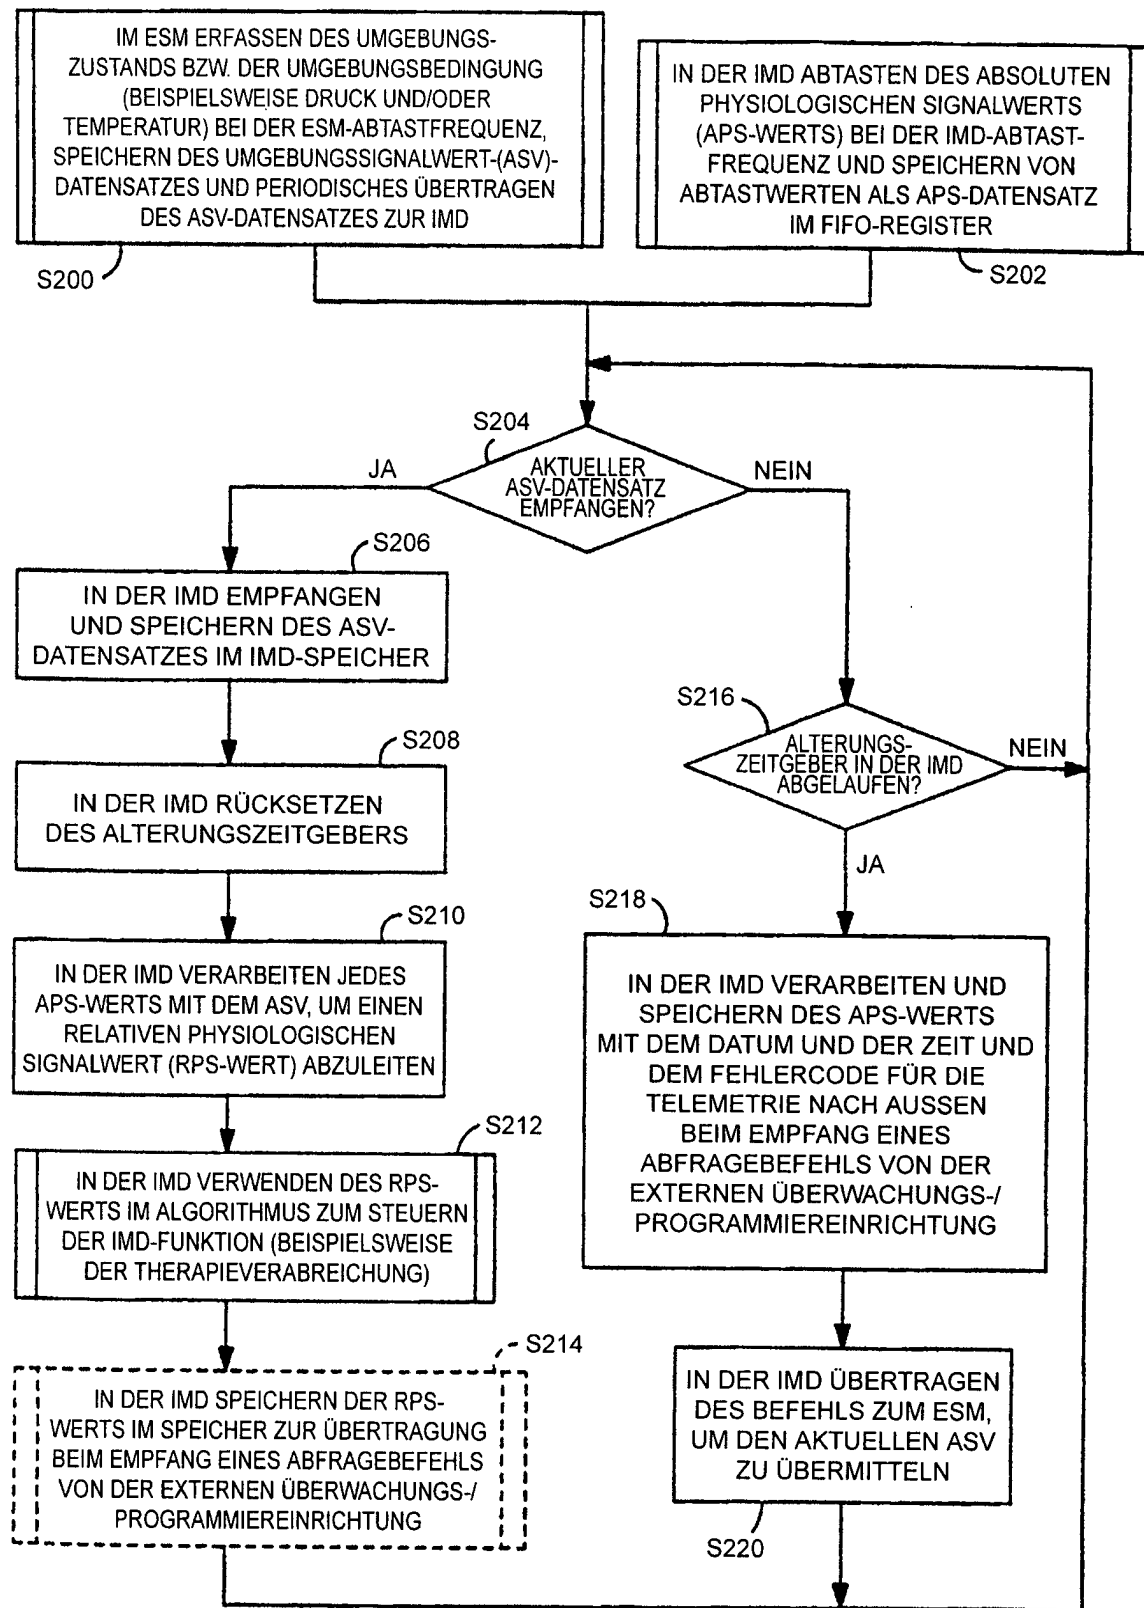 IM ESM ERFASSEN DES UMGEBUNGS-
ZUSTANDS BZW. DER UMGEBUNGSBEDINGUNG
(BEISPIELSWEISE DRUCK UND/ODER
TEMPERATUR) BEI DER ESM-ABTASTFREQUENZ,
SPEICHERN DES UMGEBUNGSSIGNALWERT-(ASV)-
DATENSATZES UND PERIODISCHES ÜBERTRAGEN
DES ASV-DATENSATZES ZUR IMD
S200
IN DER IMD ABTASTEN DES ABSOLUTEN
PHYSIOLOGISCHEN SIGNALWERTS
(APS-WERTS) BEI DER IMD-ABTAST-
FREQUENZ UND SPEICHERN VON
ABTASTWERTEN ALS APS-DATENSATZ
IM FIFO-REGISTER
S202
S204
AKTUELLER
ASV-DATENSATZ
EMPFANGEN?
JA
NEIN
S206
IN DER IMD EMPFANGEN
UND SPEICHERN DES ASV-
DATENSATZES IM IMD-SPEICHER
S208
IN DER IMD RÜCKSETZEN
DES ALTERUNGSZEITGEBERS
S210
IN DER IMD VERARBEITEN JEDES
APS-WERTS MIT DEM ASV, UM EINEN
RELATIVEN PHYSIOLOGISCHEN
SIGNALWERT (RPS-WERT) ABZULEITEN
S212
IN DER IMD VERWENDEN DES RPS-
WERTS IM ALGORITHMUS ZUM STEUERN
DER IMD-FUNKTION (BEISPIELSWEISE
DER THERAPIEVERABREICHUNG)
S214
IN DER IMD SPEICHERN DER RPS-
WERTS IM SPEICHER ZUR ÜBERTRAGUNG
BEIM EMPFANG EINES ABFRAGEBEFEHLS
VON DER EXTERNEN ÜBERWACHUNGS-/
PROGRAMMIEREINRICHTUNG
S216
ALTERUNGS-
ZEITGEBER IN DER IMD
ABGELAUFEN?
NEIN
JA
S218
IN DER IMD VERARBEITEN UND
SPEICHERN DES APS-WERTS
MIT DEM DATUM UND DER ZEIT UND
DEM FEHLERCODE FÜR DIE
TELEMETRIE NACH AUSSEN
BEIM EMPFANG EINES
ABFRAGEBEFEHLS VON DER
EXTERNEN ÜBERWACHUNGS-/
PROGRAMMIEREINRICHTUNG
IN DER IMD ÜBERTRAGEN
DES BEFEHLS ZUM ESM,
UM DEN AKTUELLEN ASV
ZU ÜBERMITTELN
S220